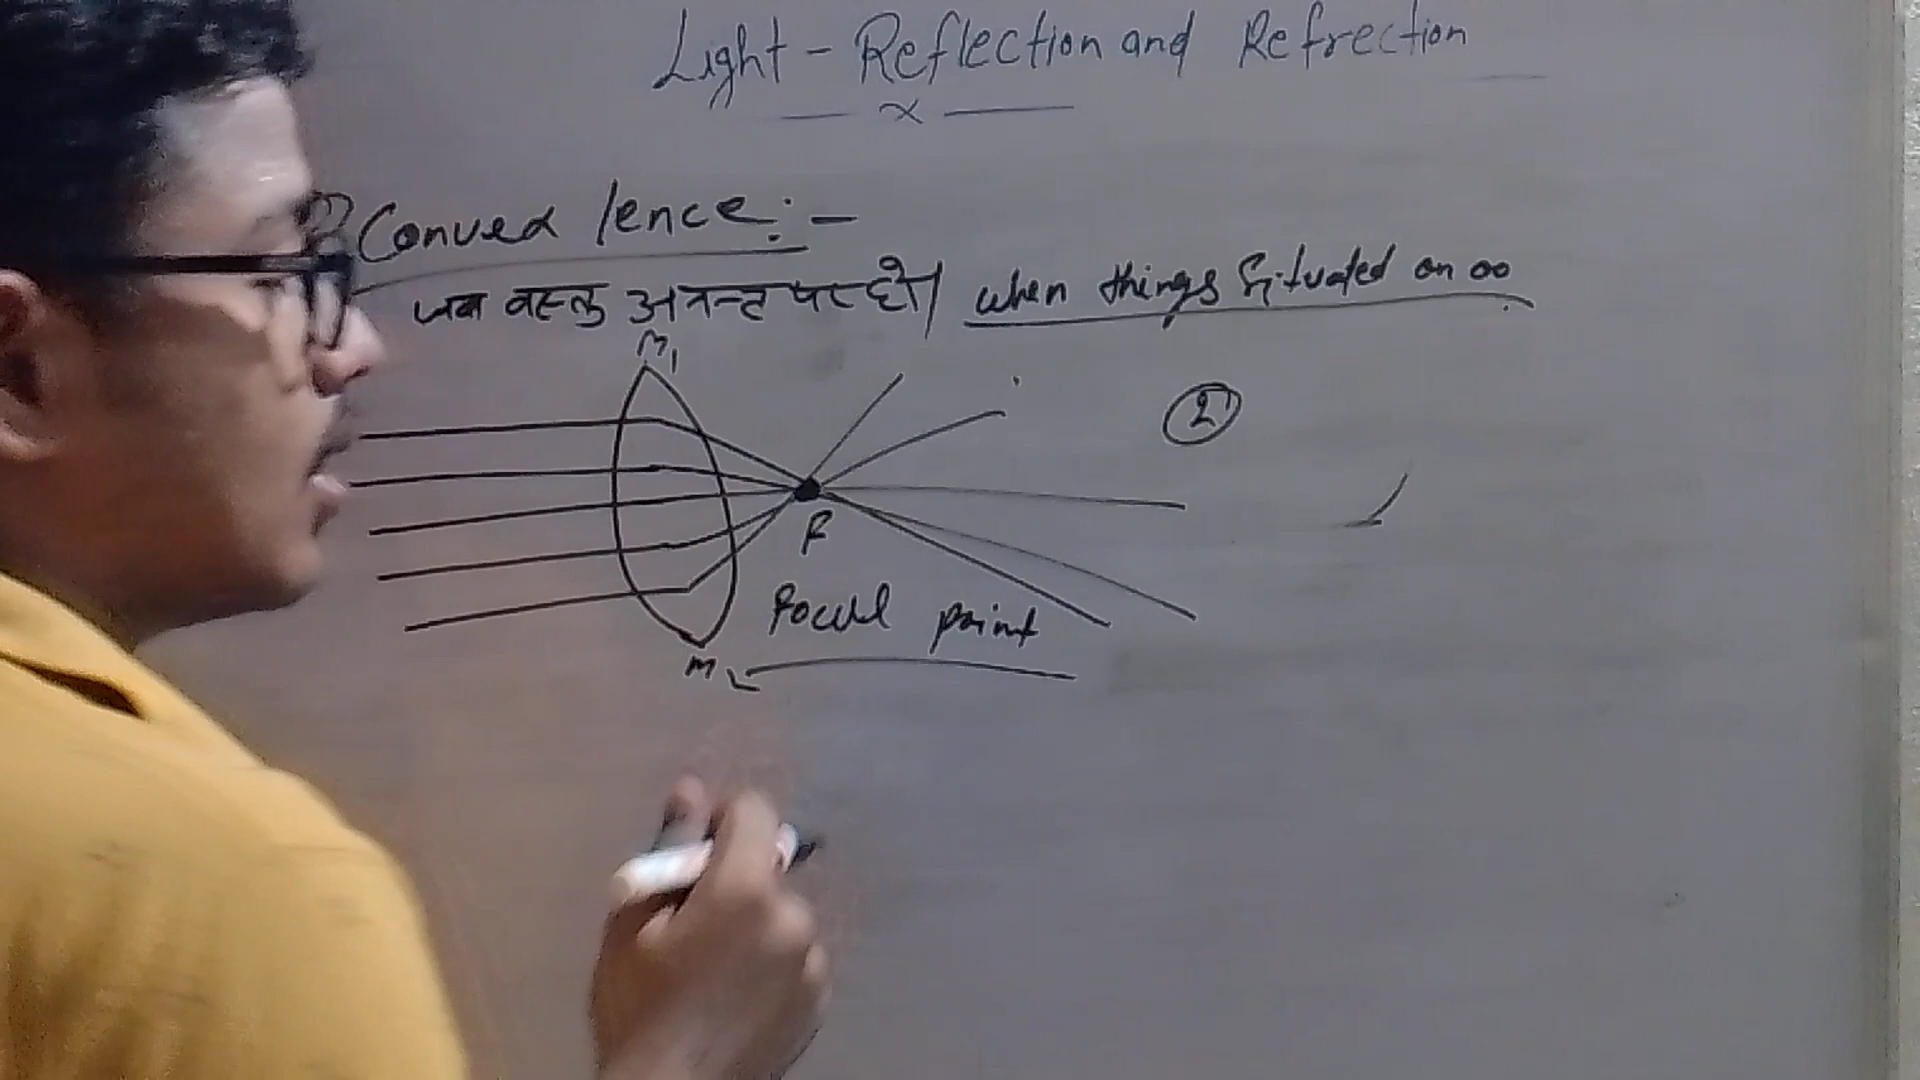 Light - Reflection and Refrection
Convex lence :-
जब वस्तु अनन्त पर हो। when things Situated on ∞
M1
2
F
Focul point
M2